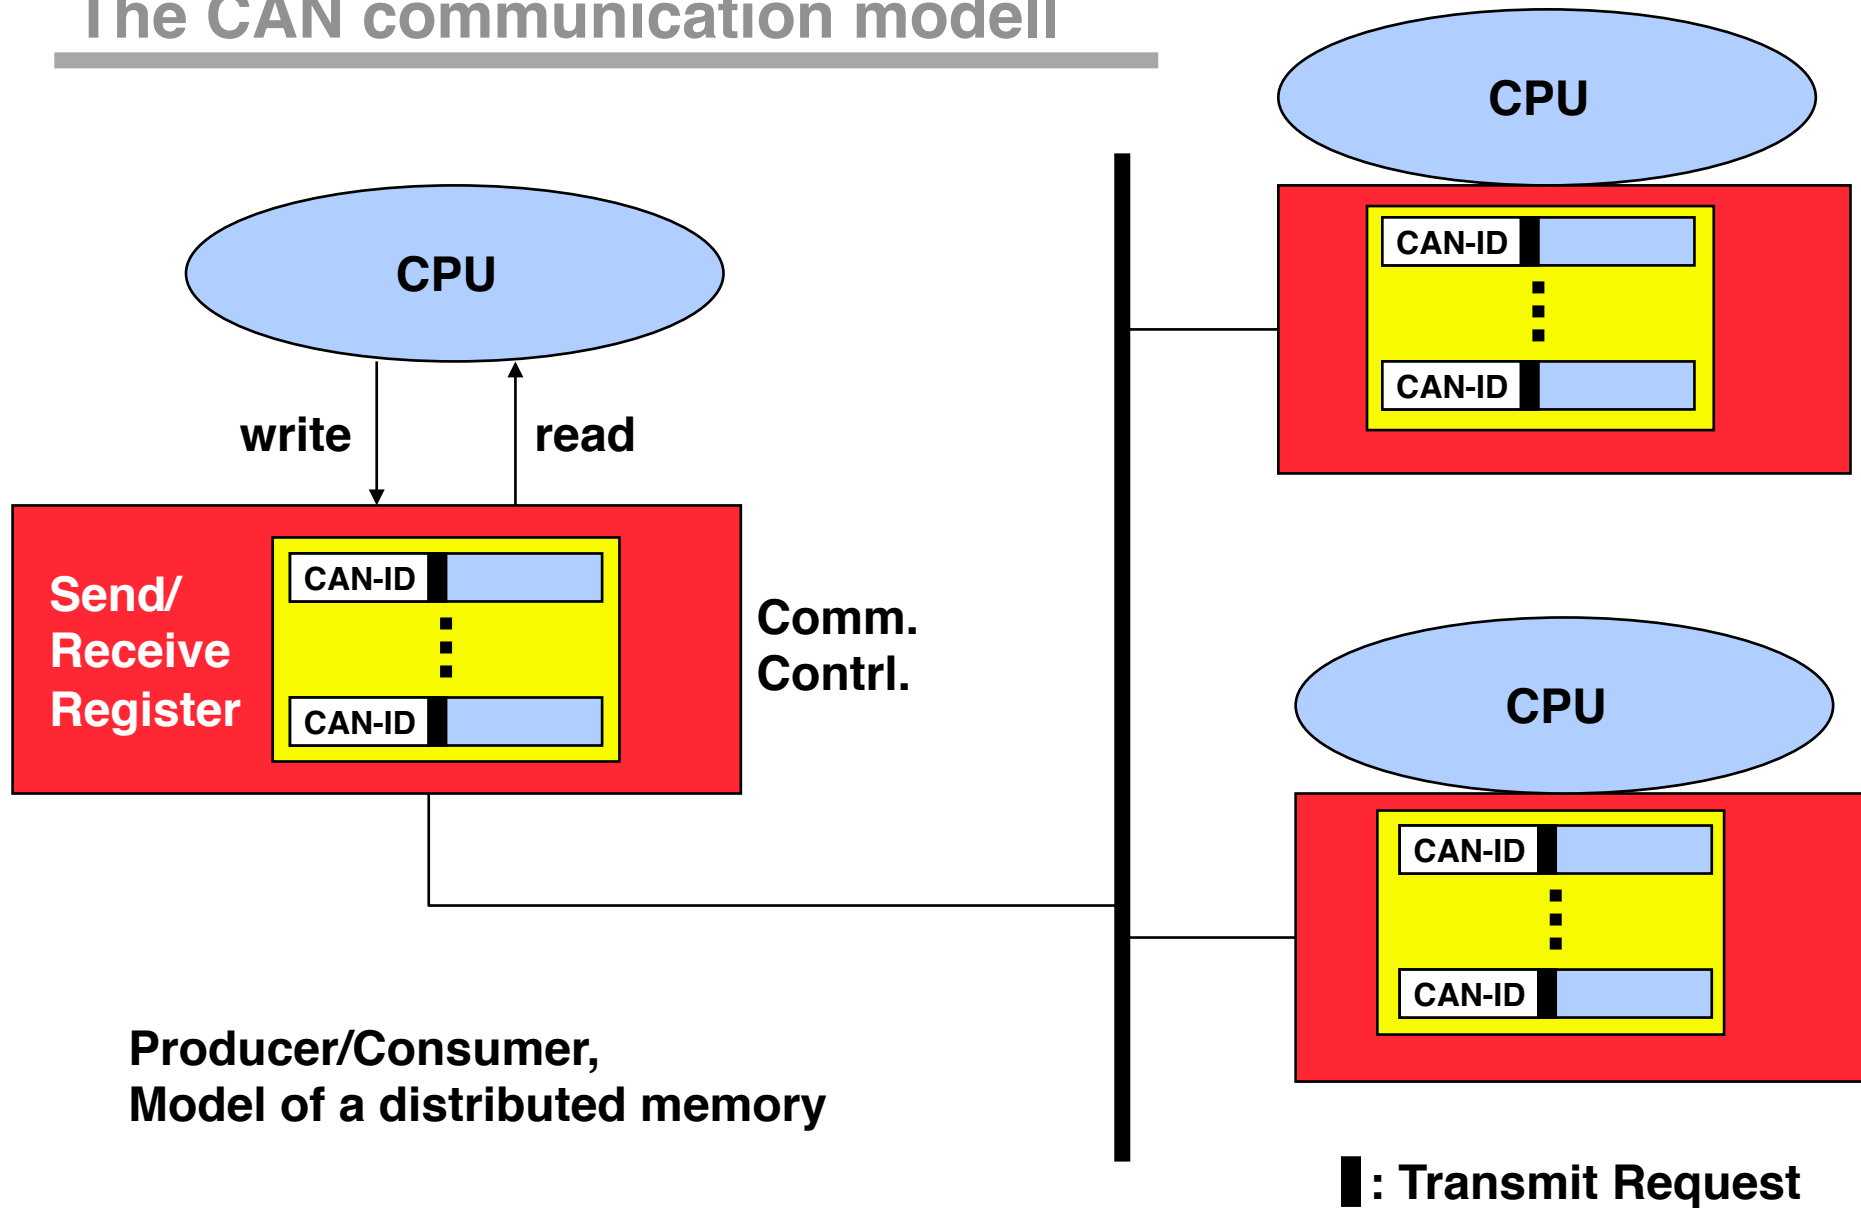 The CAN communication modell
CPU
write
read
Send/
Receive
Register
CAN-ID
CAN-ID
Comm.
Contrl.
CPU
CAN-ID
CAN-ID
CPU
CAN-ID
CAN-ID
Producer/Consumer,
Model of a distributed memory
: Transmit Request